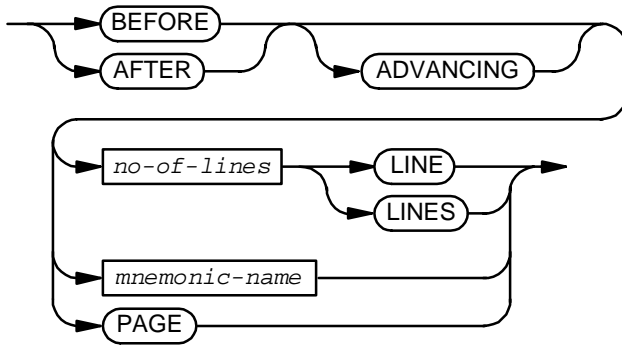 BEFORE
AFTER
ADVANCING
no-of-lines
LINE
LINES
mnemonic-name
PAGE